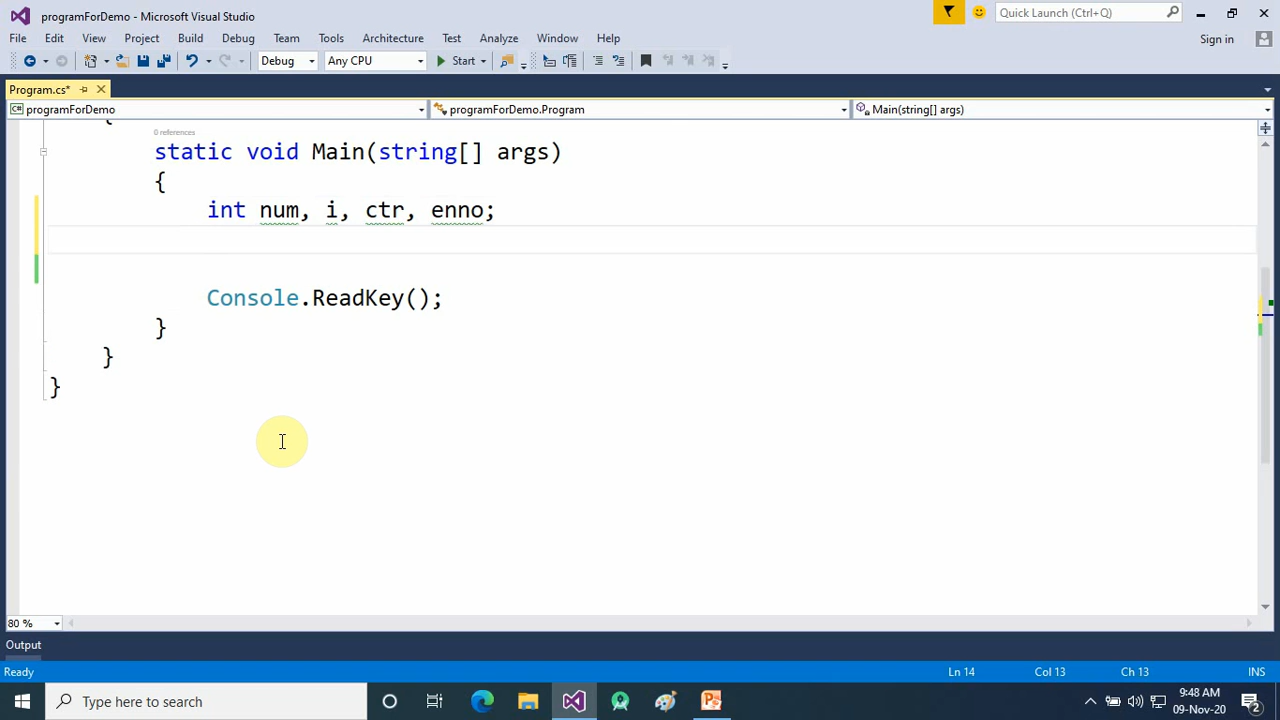 programForDemo - Microsoft Visual Studio
Quick Launch (Ctrl+Q)
File Edit View Project Build Debug Team Tools Architecture Test Analyze Window Help
Sign in
Debug Any CPU Start
Program.cs*
C# programForDemo programForDemo.Program Main(string[] args)
{
0 references
static void Main(string[] args)
{
int num, i, ctr, enno;
Console.ReadKey();
}
}
}
80 %
Output
Ready Ln 14 Col 13 Ch 13 INS
Type here to search
9:48 AM
09-Nov-20
2